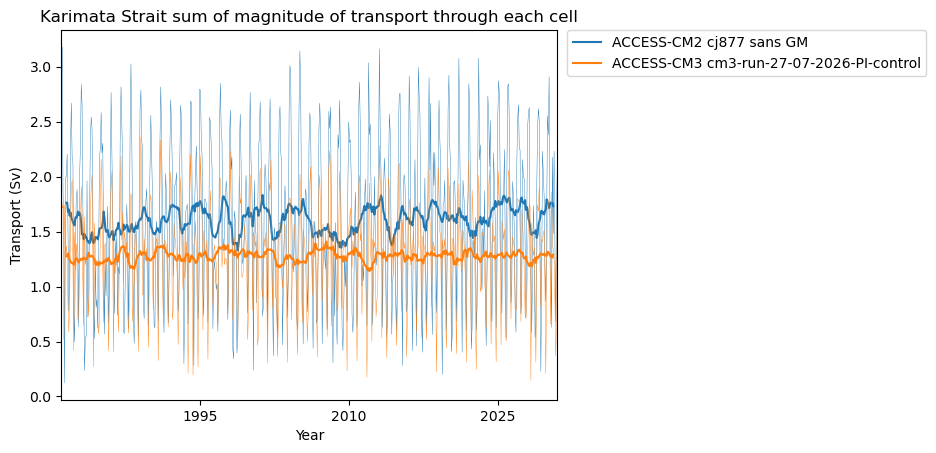 Karimata Strait sum of magnitude of transport through each cell
ACCESS-CM2 cj877 sans GM
ACCESS-CM3 cm3-run-27-07-2026-PI-control
Transport (Sv)
3.0
2.5
2.0
1.5
1.0
0.5
0.0
1995
2010
2025
Year